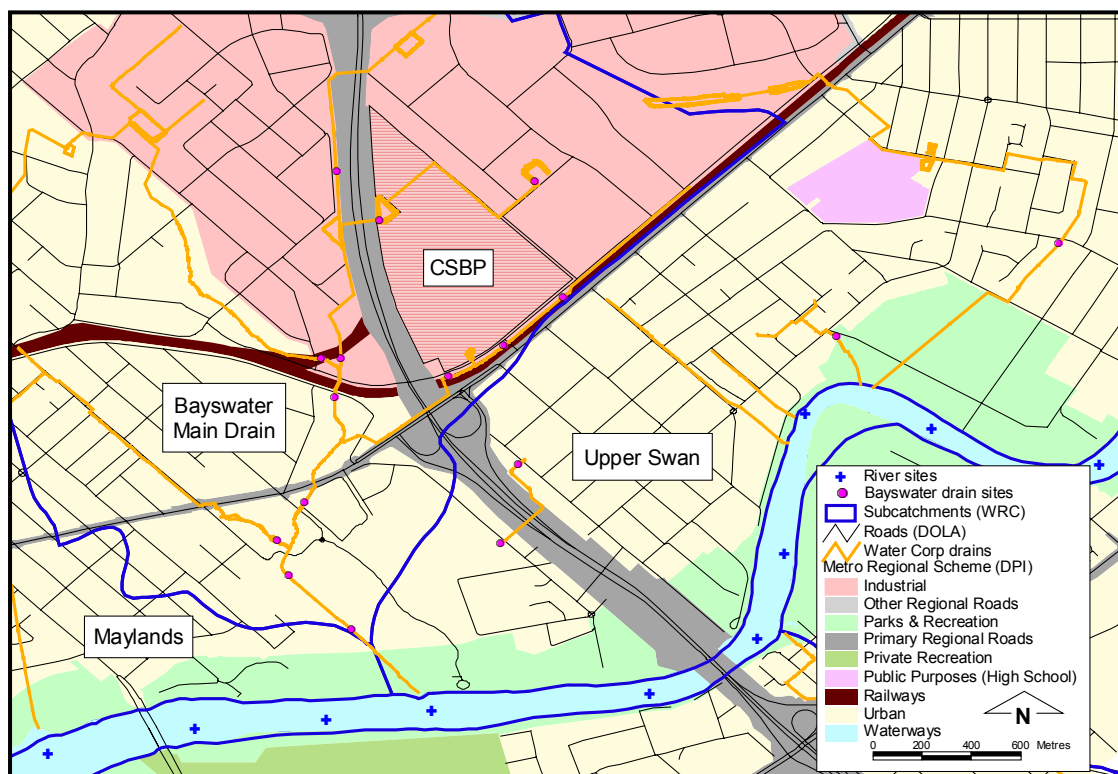 CSBP
Bayswater
Main Drain
Upper Swan
Maylands
River sites
Bayswater drain sites
Subcatchments (WRC)
Roads (DOLA)
Water Corp drains
Metro Regional Scheme (DPI)
Industrial
Other Regional Roads
Parks & Recreation
Primary Regional Roads
Private Recreation
Public Purposes (High School)
Railways
Urban
Waterways
N
0 200 400 600 Metres